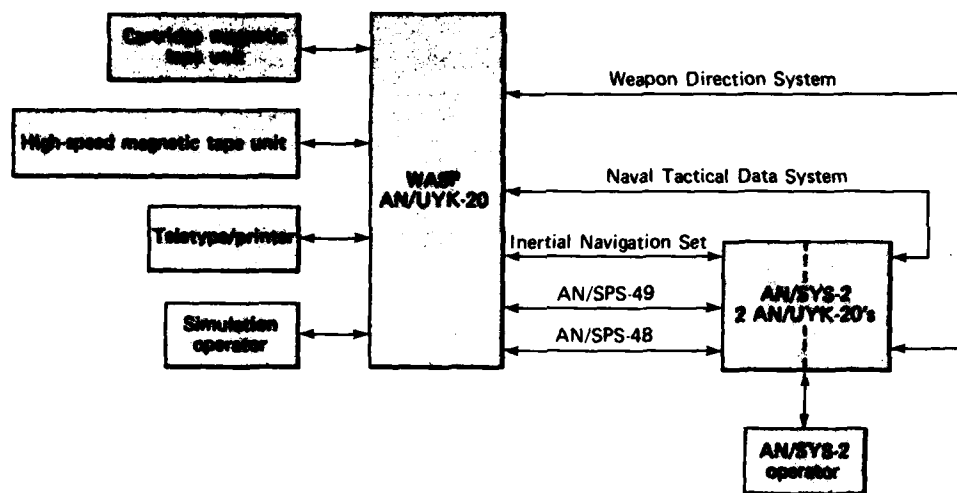 Cartridge magnetic
tape unit
High-speed magnetic tape unit
Teletype/printer
Simulation
operator
WASP
AN/UYK-20
Weapon Direction System
Naval Tactical Data System
Inertial Navigation Set
AN/SPS-49
AN/SPS-48
AN/SYS-2
2 AN/UYK-20's
AN/SYS-2
operator